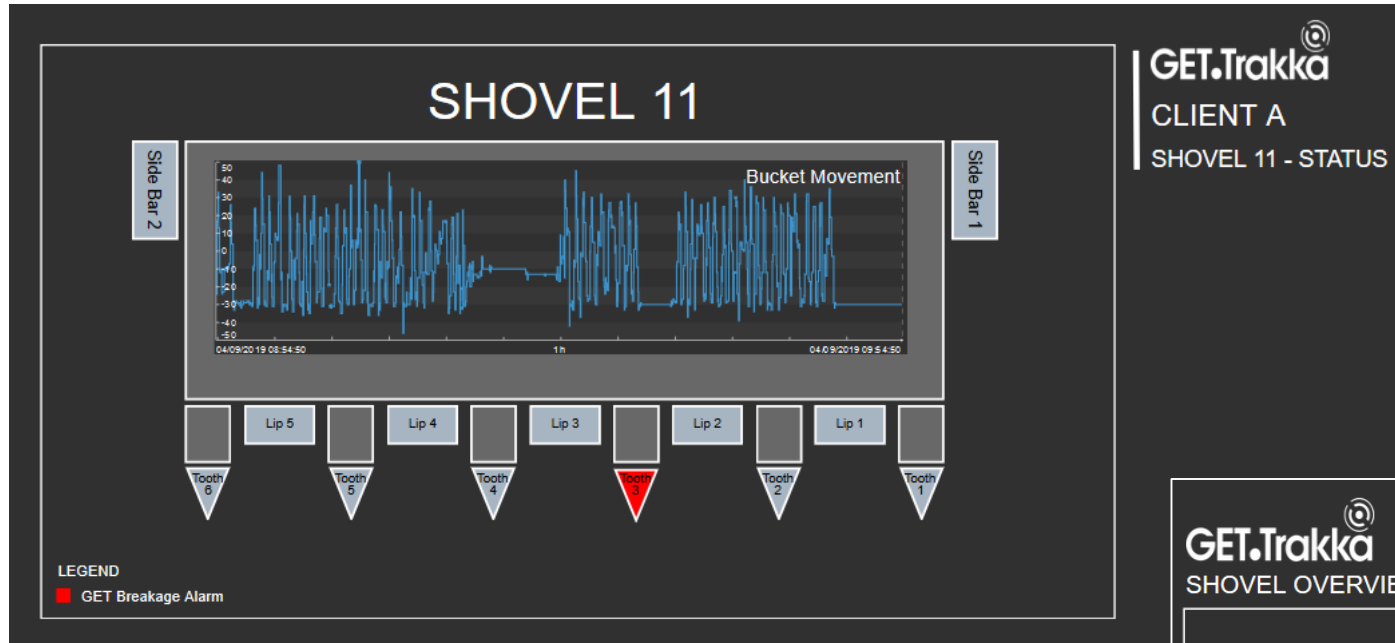 SHOVEL 11
GET.Trakka
CLIENT A
SHOVEL 11 - STATUS
Side Bar 2
Side Bar 1
Bucket Movement
50
40
30
20
10
0
-10
-20
-30
-40
-50
04/09/2019 08:54:50
1h
04/09/2019 09:54:50
Lip 5
Lip 4
Lip 3
Lip 2
Lip 1
Tooth
6
Tooth
5
Tooth
4
Tooth
3
Tooth
2
Tooth
1
LEGEND
GET Breakage Alarm
GET.Trakka
SHOVEL OVERVIE